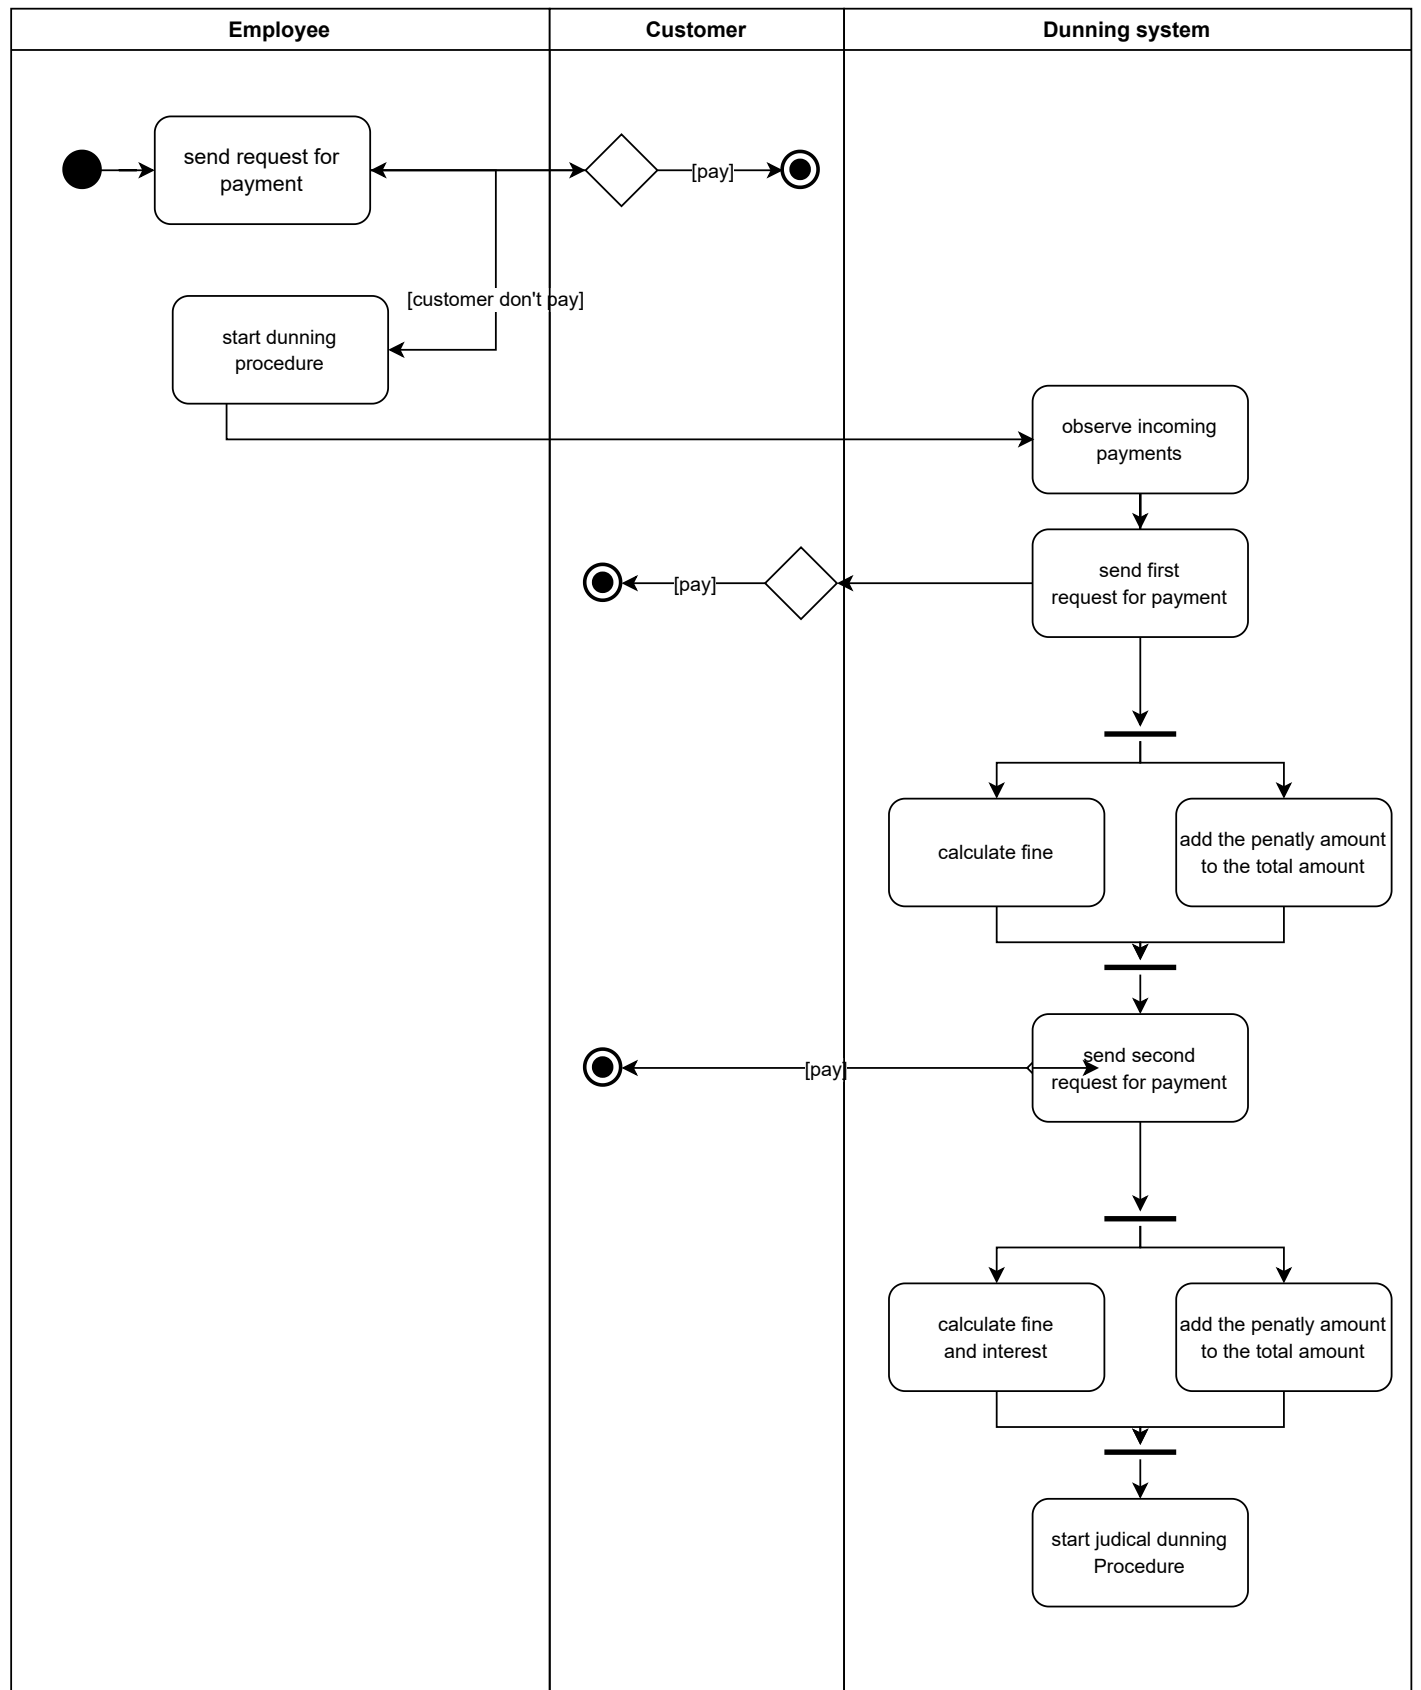 Employee
Customer
Dunning system
send request for
payment
[pay]
[customer don't pay]
start dunning
procedure
observe incoming
payments
send first
request for payment
[pay]
calculate fine
add the penatly amount
to the total amount
send second
request for payment
[pay]
calculate fine
and interest
add the penatly amount
to the total amount
start judical dunning
Procedure